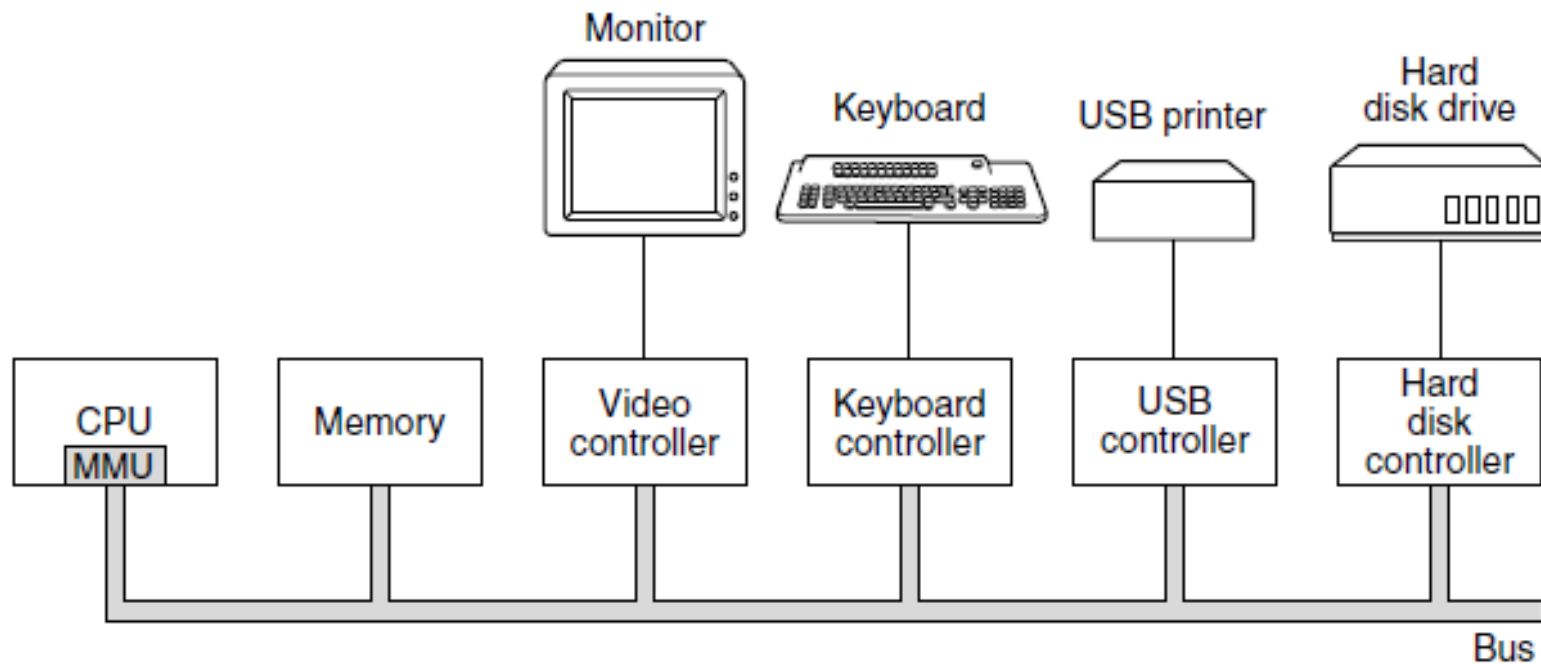 Monitor
Keyboard
USB printer
Hard
disk drive
CPU
MMU
Memory
Video
controller
Keyboard
controller
USB
controller
Hard
disk
controller
Bus